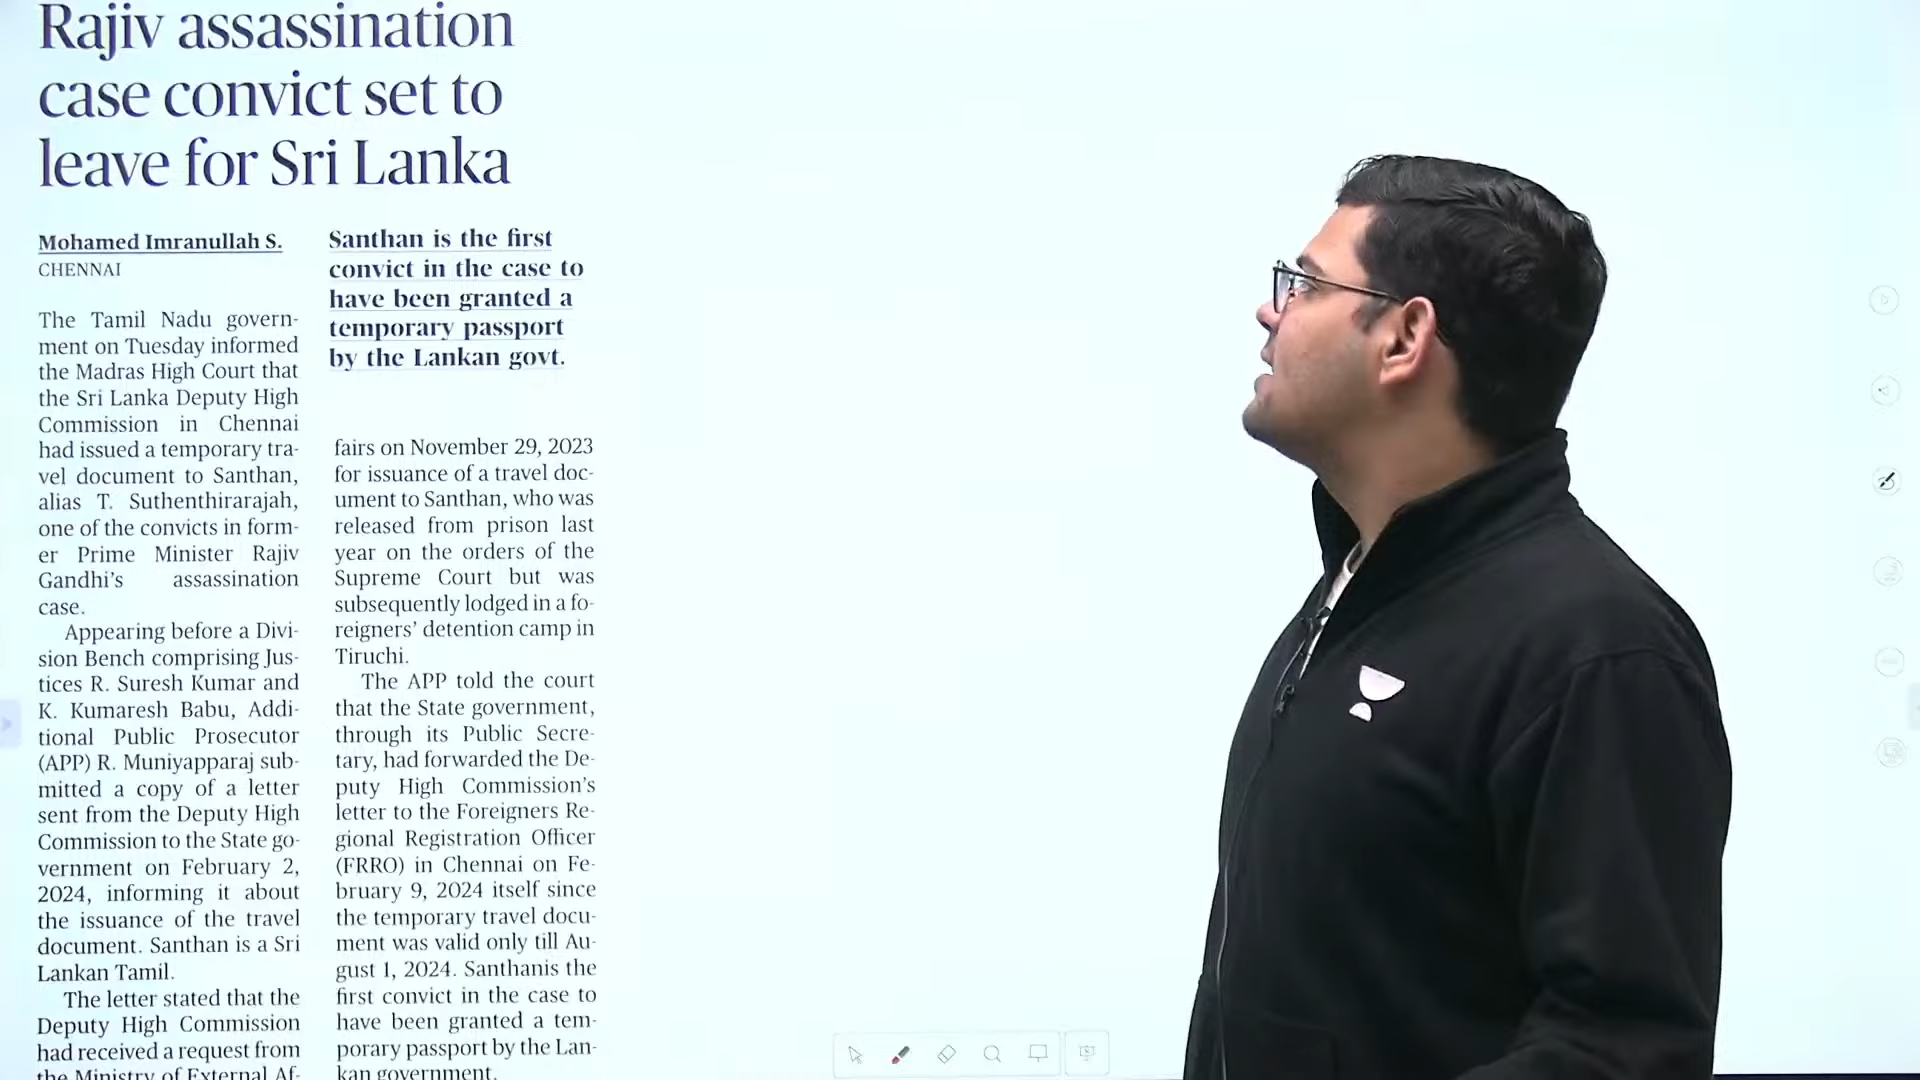 Rajiv assassination
case convict set to
leave for Sri Lanka
Mohamed Imranullah S.
CHENNAI
The Tamil Nadu govern-
ment on Tuesday informed
the Madras High Court that
the Sri Lanka Deputy High
Commission in Chennai
had issued a temporary tra-
vel document to Santhan,
alias T. Suthenthirarajah,
one of the convicts in form-
er Prime Minister Rajiv
Gandhi's assassination
case.
Appearing before a Divi-
sion Bench comprising Jus-
tices R. Suresh Kumar and
K. Kumaresh Babu, Addi-
tional Public Prosecutor
(APP) R. Muniyapparaj sub-
mitted a copy of a letter
sent from the Deputy High
Commission to the State go-
vernment on February 2,
2024, informing it about
the issuance of the travel
document. Santhan is a Sri
Lankan Tamil.
The letter stated that the
Deputy High Commission
had received a request from
the Ministry of External Af-
Santhan is the first
convict in the case to
have been granted a
temporary passport
by the Lankan govt.
fairs on November 29, 2023
for issuance of a travel doc-
ument to Santhan, who was
released from prison last
year on the orders of the
Supreme Court but was
subsequently lodged in a fo-
reigners' detention camp in
Tiruchi.
The APP told the court
that the State government,
through its Public Secre-
tary, had forwarded the De-
puty High Commission's
letter to the Foreigners Re-
gional Registration Officer
(FRRO) in Chennai on Fe-
bruary 9, 2024 itself since
the temporary travel docu-
ment was valid only till Au-
gust 1, 2024. Santhanis the
first convict in the case to
have been granted a tem-
porary passport by the Lan-
kan government.